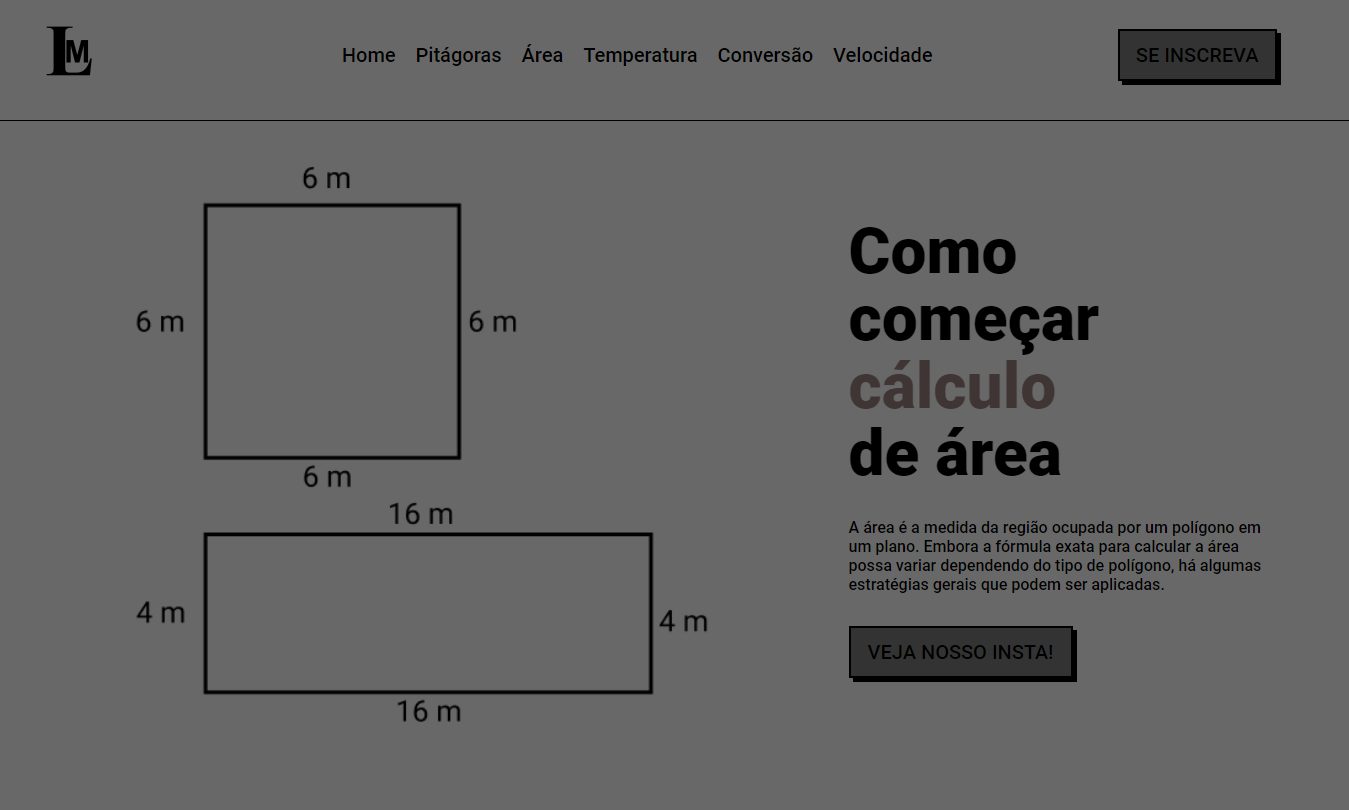 LM
Home Pitágoras Área Temperatura Conversão Velocidade
SE INSCREVA
6 m
6 m 6 m
6 m
16 m
4 m 4 m
16 m
Como
começar
cálculo
de área
A área é a medida da região ocupada por um polígono em
um plano. Embora a fórmula exata para calcular a área
possa variar dependendo do tipo de polígono, há algumas
estratégias gerais que podem ser aplicadas.
VEJA NOSSO INSTA!